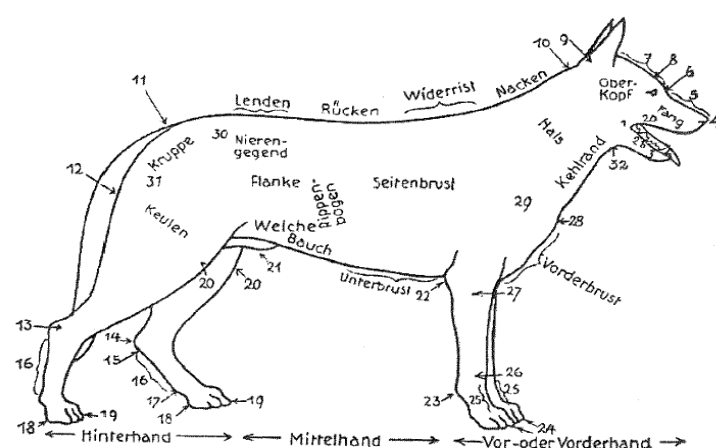 10
9
7
8
6
5
11
Lenden
Rücken
Widerrist
Nacken
Ober-
Kopf
Fang
4
1
20
30
Nieren-
gegend
Hals
Kehlrand
32
12
Kruppe
31
Flanke
Rippen-
bogen
Seitenbrust
29
28
Keulen
Weiche
Bauch
20
20
21
Unterbrust
22
27
Vorderbrust
13
14
15
16
16
17
18
19
18
19
23
26
25
25
24
Hinterhand
Mittelhand
Vor-oder Vorderhand